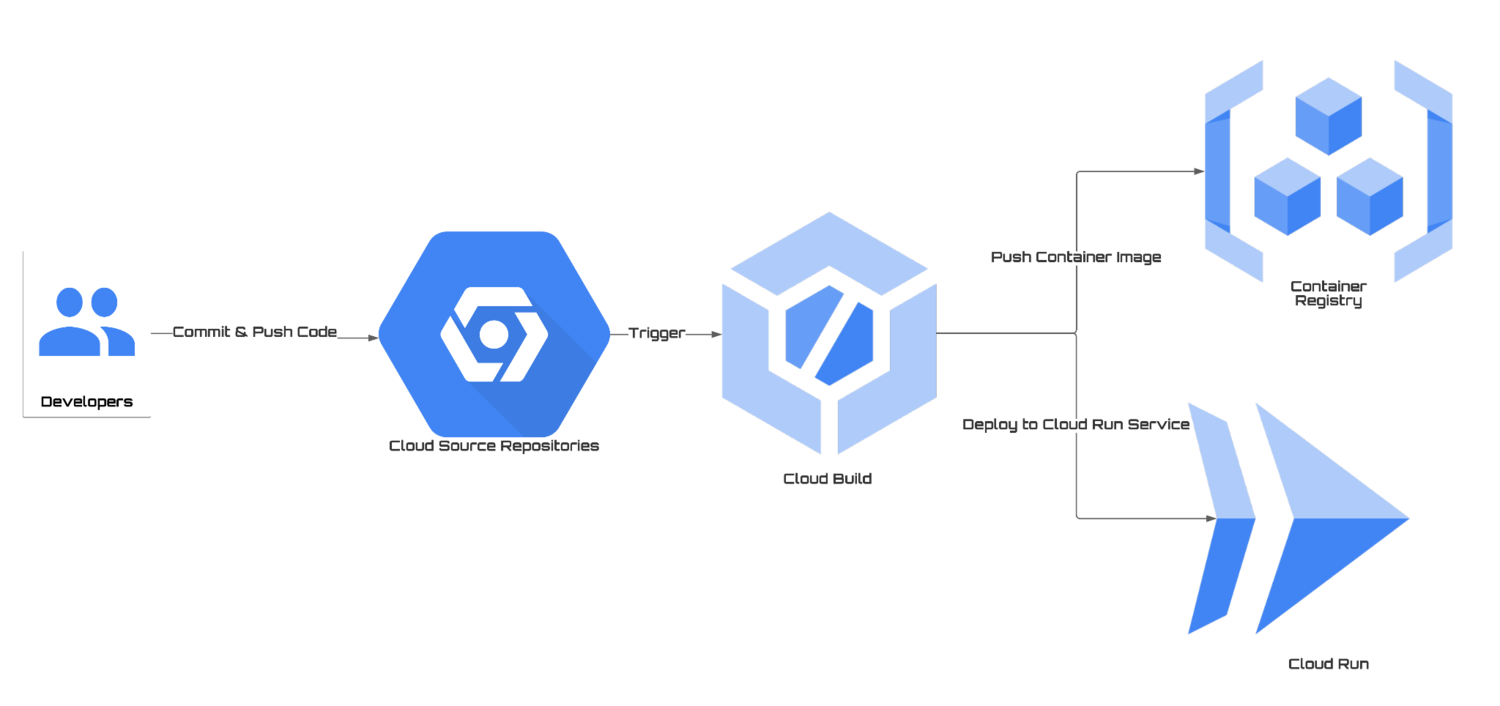 Developers
Commit & Push Code
Cloud Source Repositories
Trigger
Cloud Build
Push Container Image
Container
Registry
Deploy to Cloud Run Service
Cloud Run